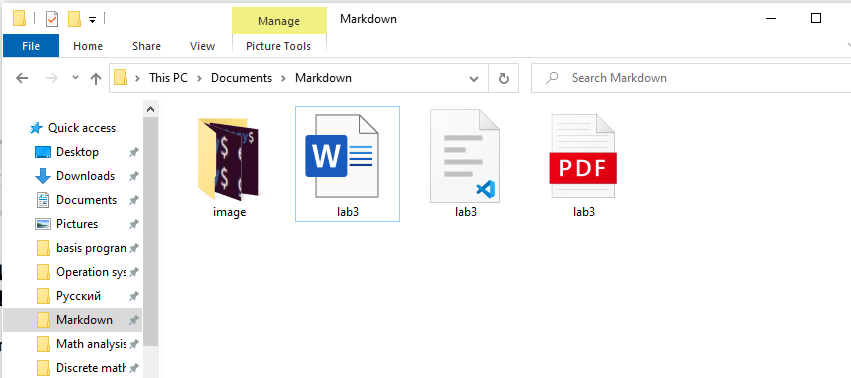 Manage
Markdown
File
Home
Share
View
Picture Tools
This PC
Documents
Markdown
Search Markdown
Quick access
Desktop
Downloads
Documents
Pictures
basis progran
Operation sys
Русский
Markdown
Math analysis
Discrete math
image
W
lab3
lab3
PDF
lab3